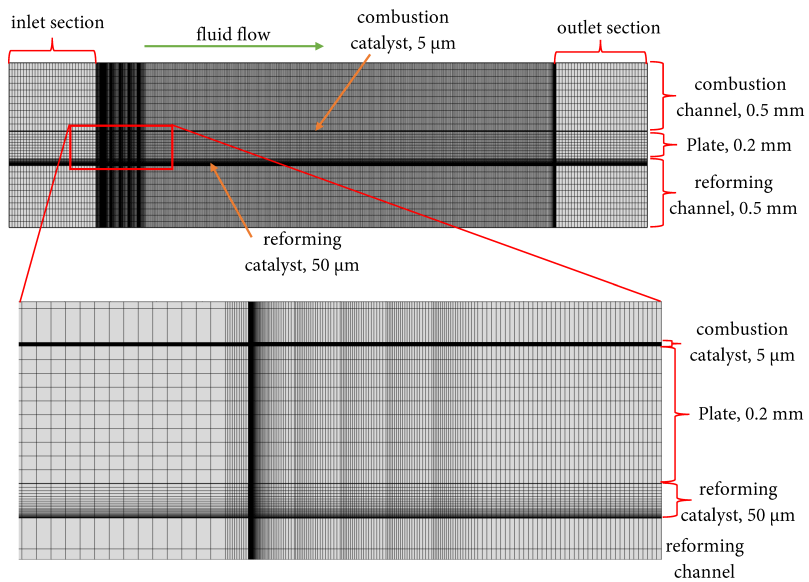 inlet section
fluid flow
combustion
catalyst, 5 µm
outlet section
combustion
channel, 0.5 mm
Plate, 0.2 mm
reforming
channel, 0.5 mm
reforming
catalyst, 50 µm
combustion
catalyst, 5 µm
Plate, 0.2 mm
reforming
catalyst, 50 µm
reforming
channel